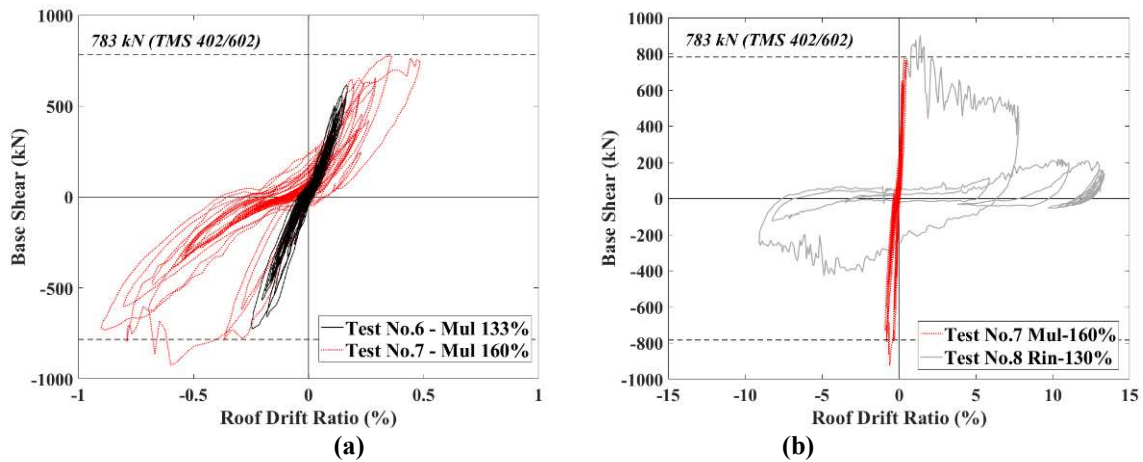 783 kN (TMS 402/602)
Base Shear (kN)
1000
500
0
-500
-1000
Test No.6 - Mul 133%
Test No.7 - Mul 160%
-1
-0.5
0
0.5
1
Roof Drift Ratio (%)
(a)
783 kN (TMS 402/602)
Base Shear (kN)
1000
800
600
400
200
0
-200
-400
-600
-800
-1000
Test No.7 Mul-160%
Test No.8 Rin-130%
-15
-10
-5
0
5
10
15
Roof Drift Ratio (%)
(b)